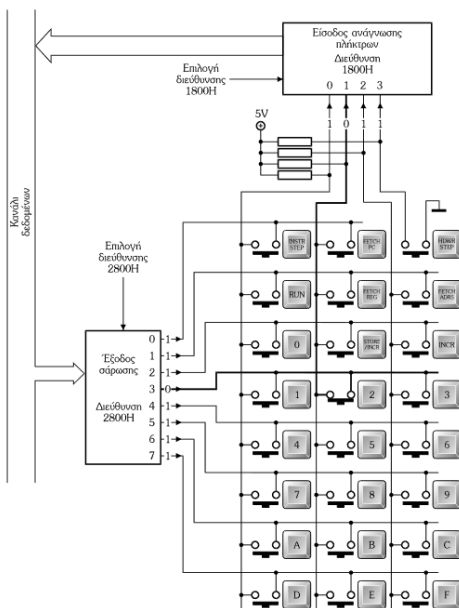 Είσοδος ανάγνωσης
πλήκτρων
Διεύθυνση
1800H
0 1 2 3
Επιλογή
διεύθυνσης
1800H
1 0 1 1
5V
Κανάλι
δεδομένων
Επιλογή
διεύθυνσης
2800H
Έξοδος
σάρωσης
Διεύθυνση
2800H
0 1
1 1
2 1
3 0
4 1
5 1
6 1
7 1
INSTR
STEP
FETCH
PC
HDWR
STEP
RUN
FETCH
REG
FETCH
ADRS
0
STORE
/INCR
INCR
1 2 3
4 5 6
7 8 9
A B C
D E F